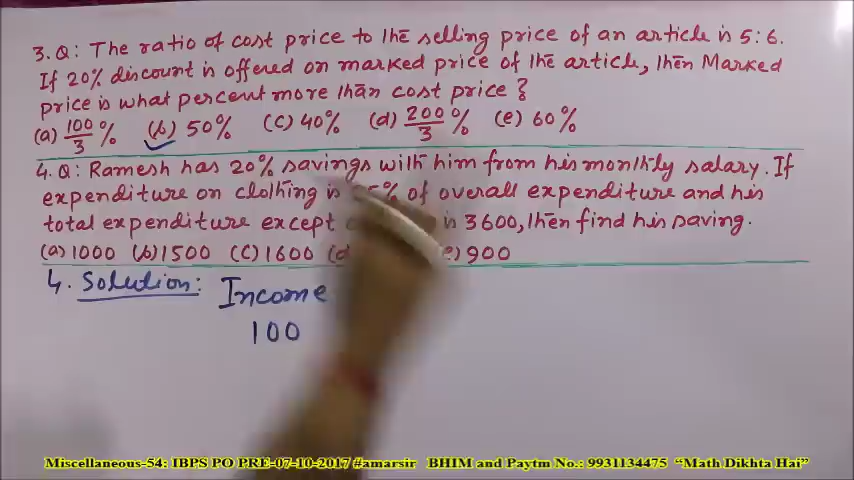 3. Q: The ratio of cost price to the selling price of an article is 5:6.
If 20% discount is offered on marked price of the article, then Marked
price is what percent more than cost price ?
(a) 100/3 % (b) 50% (c) 40% (d) 200/3 % (e) 60%
4. Q: Ramesh has 20% savings with him from his monthly salary. If
expenditure on clothing is 5% of overall expenditure and his
total expenditure except is 3600, then find his saving.
(a) 1000 (b) 1500 (c) 1600 (d) (e) 900
4. Solution: Income
100
Miscellaneous-54: IBPS PO PRE-07-10-2017 #amarsir BHIM and Paytm No.: 9931134475 "Math Dikhta Hai"